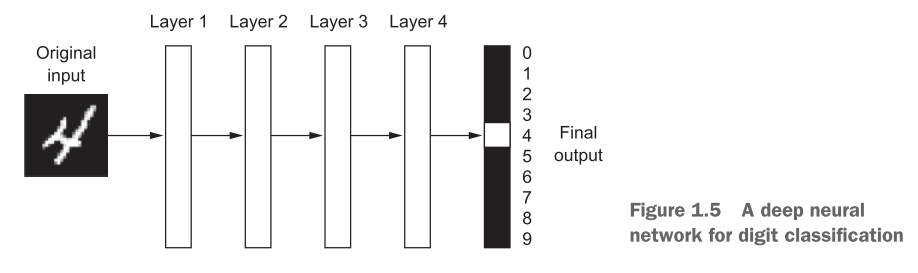 Layer 1 Layer 2 Layer 3 Layer 4
Original
input
4
0
1
2
3
4
5
6
7
8
9
Final
output
Figure 1.5 A deep neural
network for digit classification